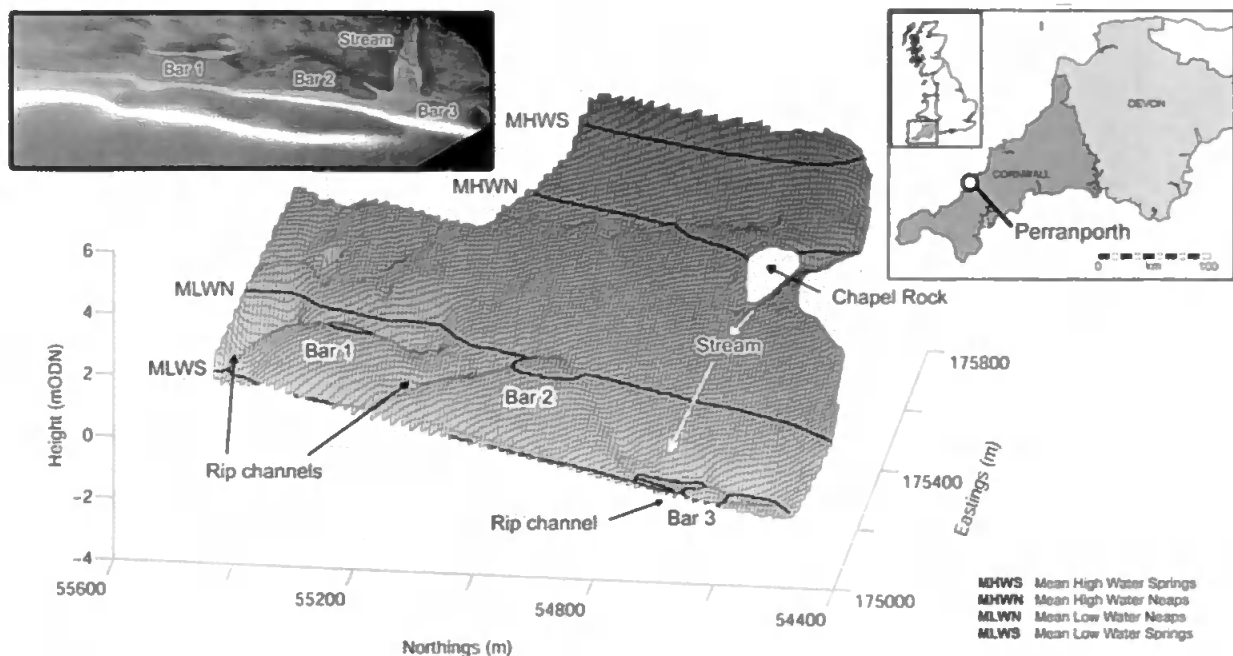 Stream
Bar 1
Bar 2
Bar 3
DEVON
CORNWALL
Perranporth
0 km 100
MHWS
MHWN
MLWN
MLWS
Chapel Rock
Stream
Bar 1
Bar 2
Bar 3
Rip channels
Rip channel
Height (mODN)
6
4
2
0
-2
-4
55600
55200
54800
54400
Northings (m)
175000
175400
175800
Eastings (m)
MHWS Mean High Water Springs
MHWN Mean High Water Neaps
MLWN Mean Low Water Neaps
MLWS Mean Low Water Springs